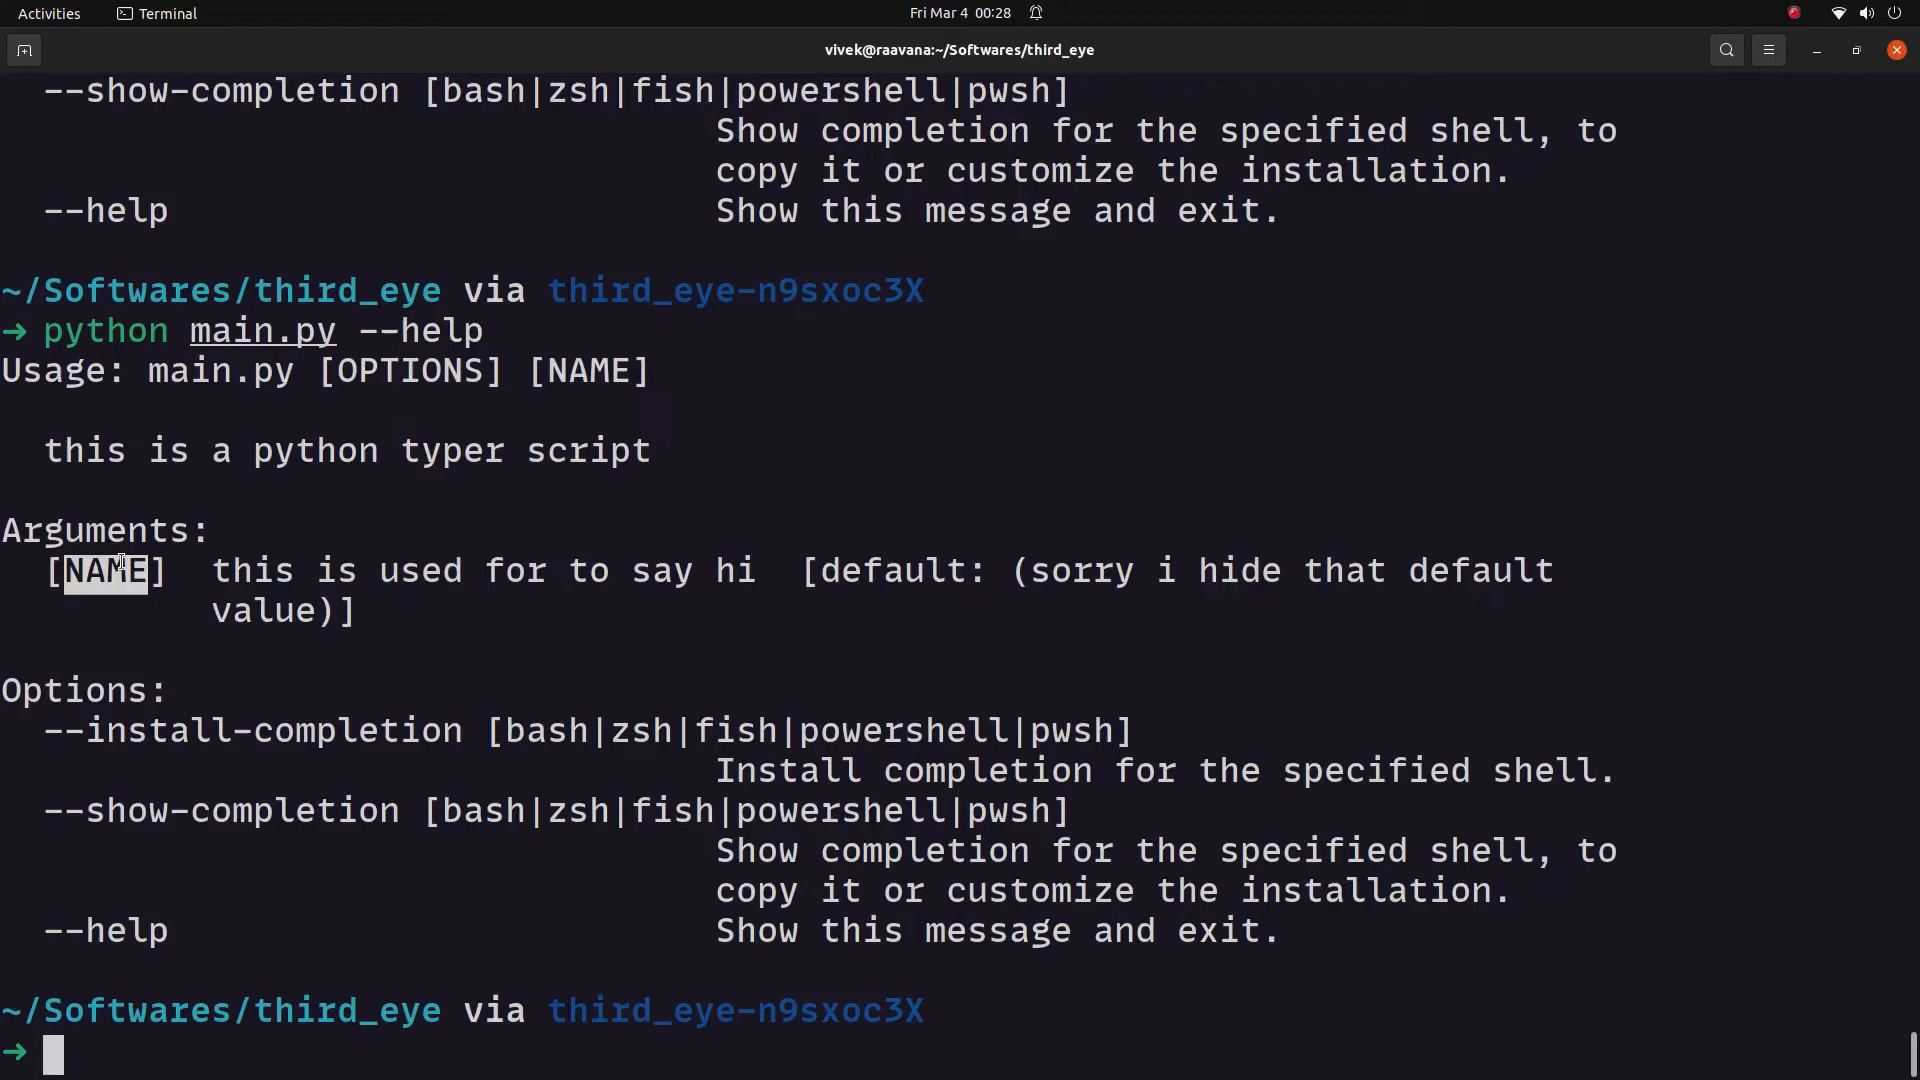 Activities
Terminal
Fri Mar 4 00:28
vivek@raavana:~/Softwares/third_eye
--show-completion [bash|zsh|fish|powershell|pwsh]
Show completion for the specified shell, to
copy it or customize the installation.
--help Show this message and exit.
~/Softwares/third_eye via third_eye-n9sxoc3X
➜ python main.py --help
Usage: main.py [OPTIONS] [NAME]
this is a python typer script
Arguments:
[NAME] this is used for to say hi [default: (sorry i hide that default
value)]
Options:
--install-completion [bash|zsh|fish|powershell|pwsh]
Install completion for the specified shell.
--show-completion [bash|zsh|fish|powershell|pwsh]
Show completion for the specified shell, to
copy it or customize the installation.
--help Show this message and exit.
~/Softwares/third_eye via third_eye-n9sxoc3X
➜